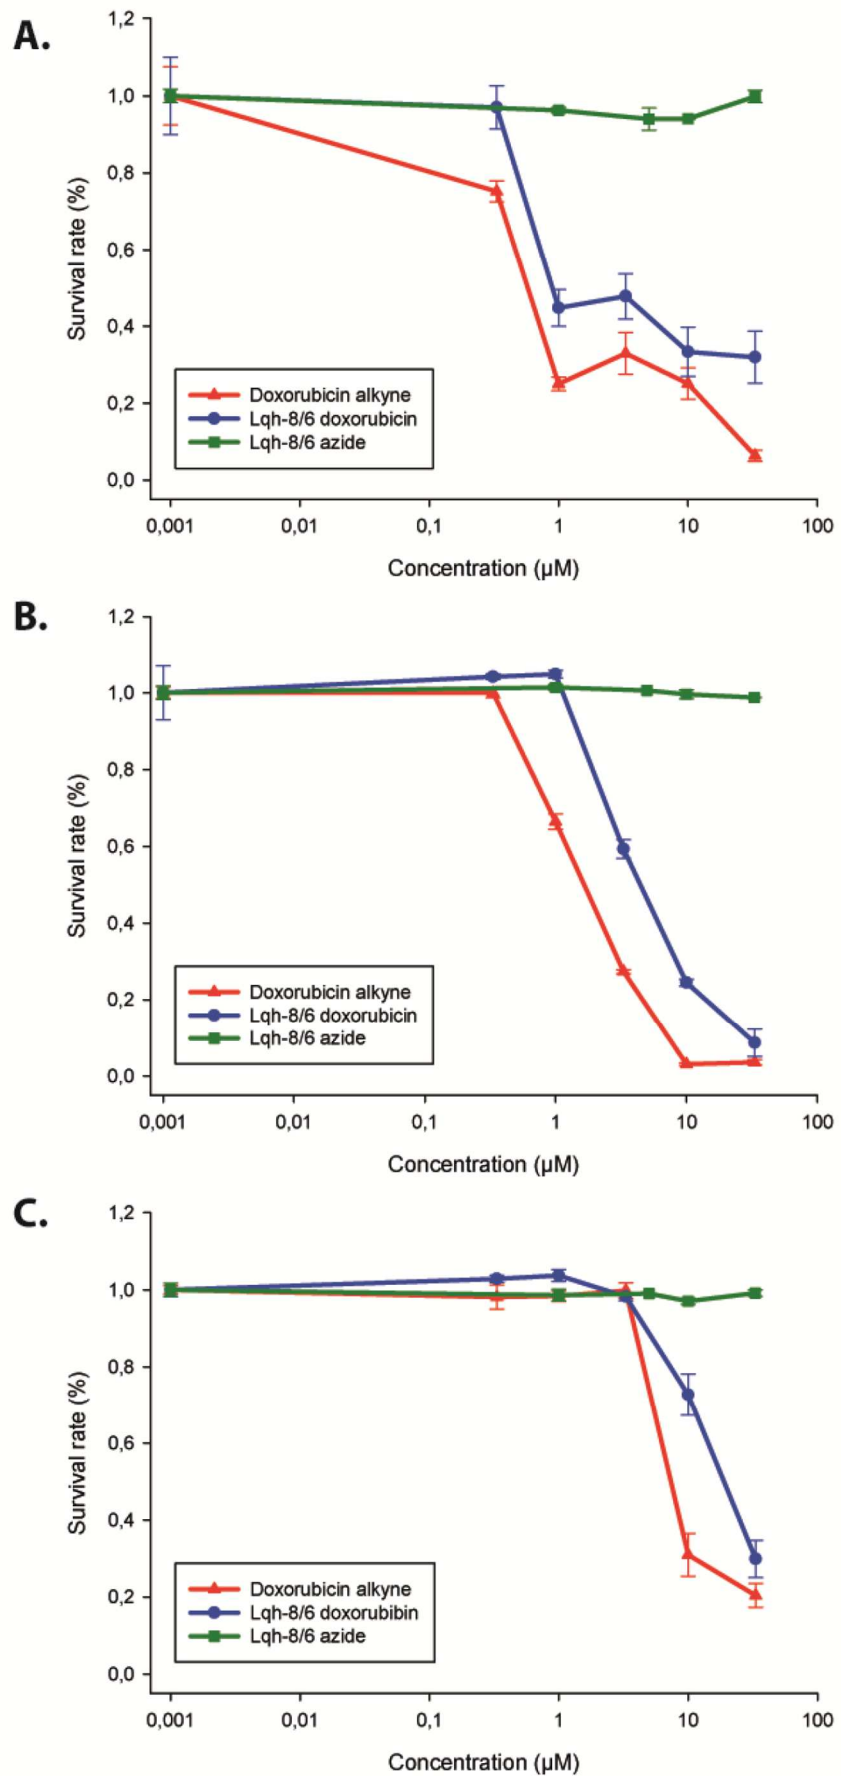 A.
1,2
1,0
0,8
0,6
0,4
0,2
0,0
Survival rate (%)
Doxorubicin alkyne
Lqh-8/6 doxorubicin
Lqh-8/6 azide
0,001 0,01 0,1 1 10 100
Concentration (µM)
B.
1,2
1,0
0,8
0,6
0,4
0,2
0,0
Survival rate (%)
Doxorubicin alkyne
Lqh-8/6 doxorubicin
Lqh-8/6 azide
0,001 0,01 0,1 1 10 100
Concentration (µM)
C.
1,2
1,0
0,8
0,6
0,4
0,2
0,0
Survival rate (%)
Doxorubicin alkyne
Lqh-8/6 doxorubibin
Lqh-8/6 azide
0,001 0,01 0,1 1 10 100
Concentration (µM)